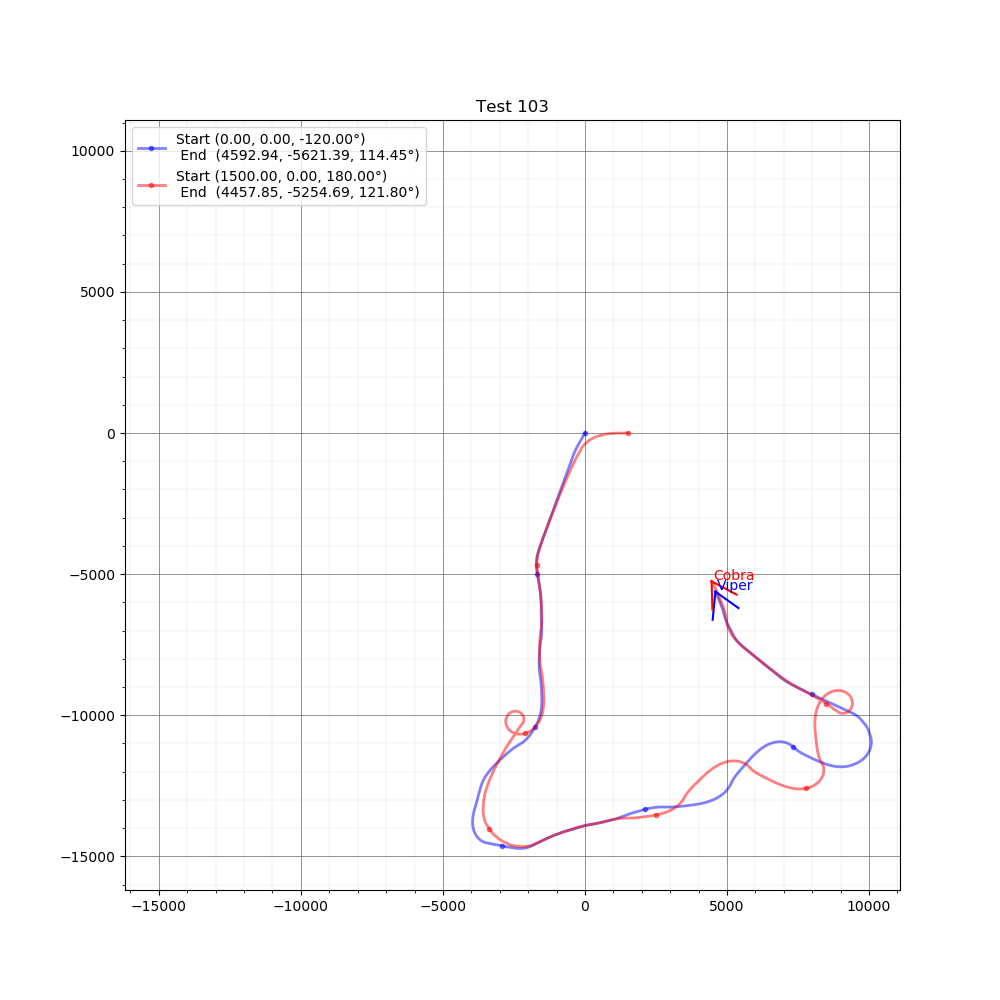 Test 103
Start (0.00, 0.00, -120.00°)
End  (4592.94, -5621.39, 114.45°)
Start (1500.00, 0.00, 180.00°)
End  (4457.85, -5254.69, 121.80°)
10000
5000
0
−5000
−10000
−15000
Cobra
Viper
−15000
−10000
−5000
0
5000
10000